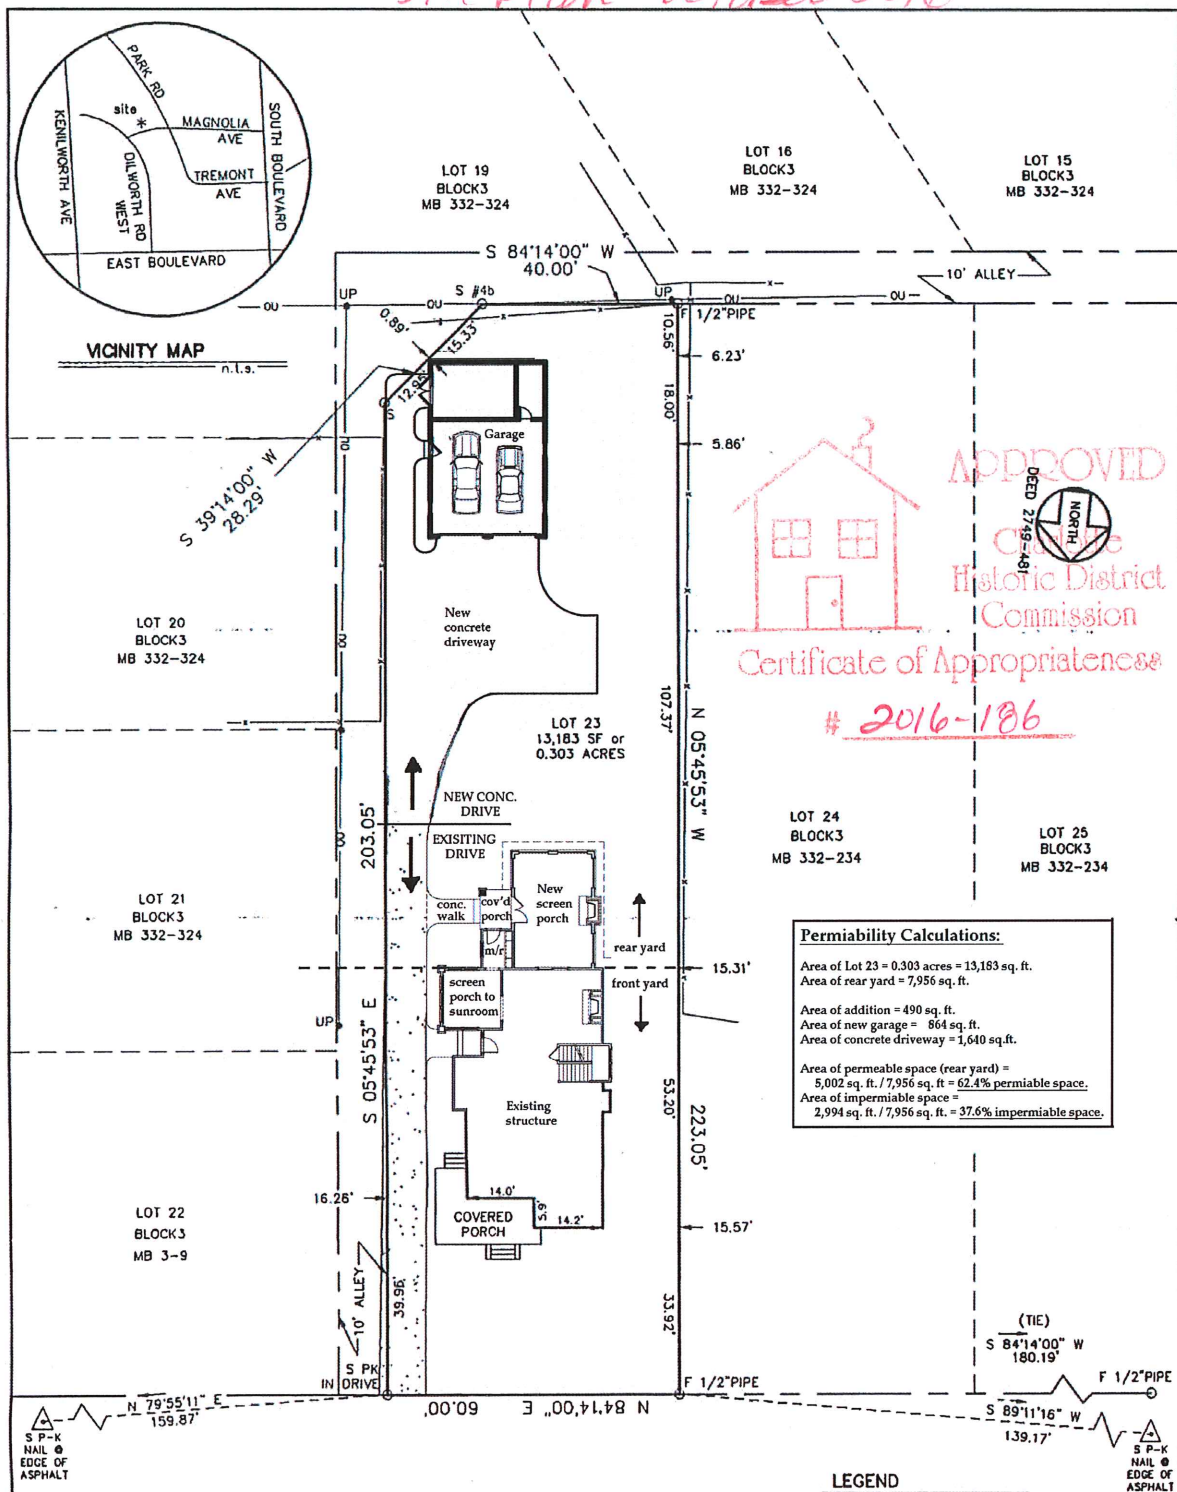 PARK RD
site
*
MAGNOLIA
AVE
SOUTH BOULEVARD
KENILWORTH AVE
DILWORTH RD
WEST
TREMONT
AVE
EAST BOULEVARD
VICINITY MAP
n.t.s.
LOT 19
BLOCK3
MB 332-324
LOT 16
BLOCK3
MB 332-324
LOT 15
BLOCK3
MB 332-324
S 84°14'00" W
40.00'
10' ALLEY
OU
UP
OU
S #4b
UP
OU
OU
F 1/2"PIPE
0.89'
15.33'
12.95'
S
10.56'
6.23'
18.00'
5.86'
S 39°14'00" W
28.29'
OU
Garage
APPROVED
Charlotte
Historic District
Commission
Certificate of Appropriateness
# 2016-186
DEED 2749-481
NORTH
LOT 20
BLOCK3
MB 332-324
OU
New
concrete
driveway
LOT 23
13,183 SF or
0.303 ACRES
107.37'
N 05°45'53" W
NEW CONC.
DRIVE
EXISITING
DRIVE
203.05'
OU
LOT 24
BLOCK3
MB 332-234
LOT 25
BLOCK3
MB 332-234
LOT 21
BLOCK3
MB 332-324
conc.
walk
cov'd
porch
New
screen
porch
m/r
rear yard
15.31'
front yard
screen
porch to
sunroom
UP
S 05°45'53" E
Permiability Calculations:
Area of Lot 23 = 0.303 acres = 13,183 sq. ft.
Area of rear yard = 7,956 sq. ft.
Area of addition = 490 sq. ft.
Area of new garage = 864 sq. ft.
Area of concrete driveway = 1,640 sq.ft.
Area of permeable space (rear yard) =
5,002 sq. ft. / 7,956 sq. ft = 62.4% permiable space.
Area of impermiable space =
2,994 sq. ft. / 7,956 sq. ft. = 37.6% impermiable space.
Existing
structure
53.20'
223.05'
16.26'
14.0'
5.9'
14.2'
COVERED
PORCH
15.57'
LOT 22
BLOCK3
MB 3-9
10' ALLEY
39.96'
33.92'
(TIE)
S 84°14'00" W
180.19'
S PK
IN DRIVE
F 1/2"PIPE
F 1/2"PIPE
N 79°55'11" E
159.87'
N 84°14'00" E
60.00'
S 89°11'16" W
139.17'
S P-K
NAIL @
EDGE OF
ASPHALT
S P-K
NAIL @
EDGE OF
ASPHALT
LEGEND